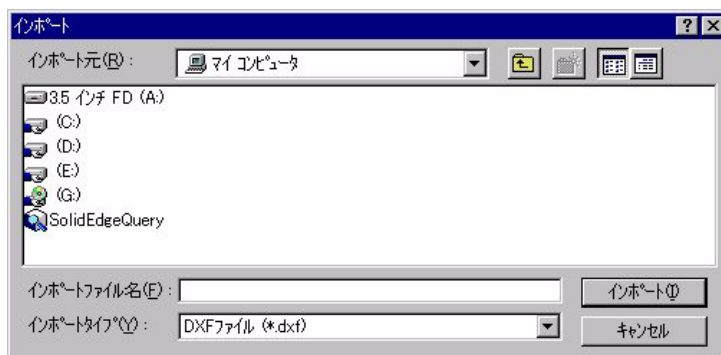 インポート
インポート元(R) : マイ コンピュータ
3.5 インチ FD (A:)
(C:)
(D:)
(E:)
(G:)
SolidEdgeQuery
インポートファイル名(F) : インポート(I)
インポートタイプ(Y) : DXFファイル (*.dxf) キャンセル